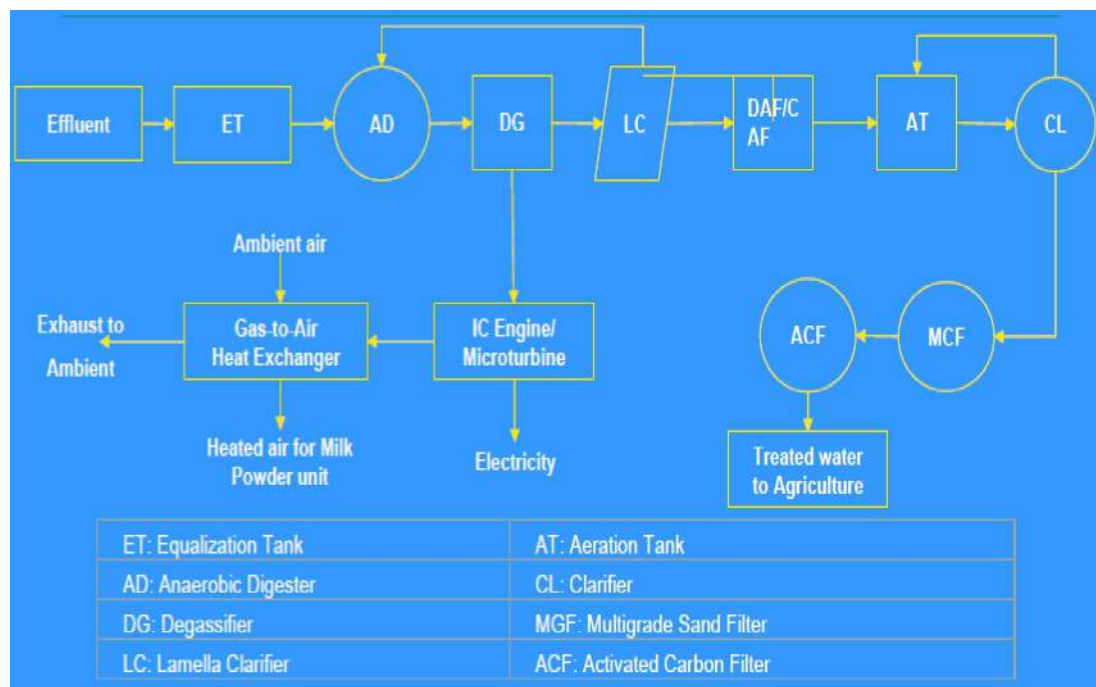 Effluent
ET
AD
DG
LC
DAF/C
AF
AT
CL
Ambient air
Exhaust to
Ambient
Gas-to-Air
Heat Exchanger
IC Engine/
Microturbine
ACF
MCF
Heated air for Milk
Powder unit
Electricity
Treated water
to Agriculture
ET: Equalization Tank
AT: Aeration Tank
AD: Anaerobic Digester
CL: Clarifier
DG: Degassifier
MGF: Multigrade Sand Filter
LC: Lamella Clarifier
ACF: Activated Carbon Filter